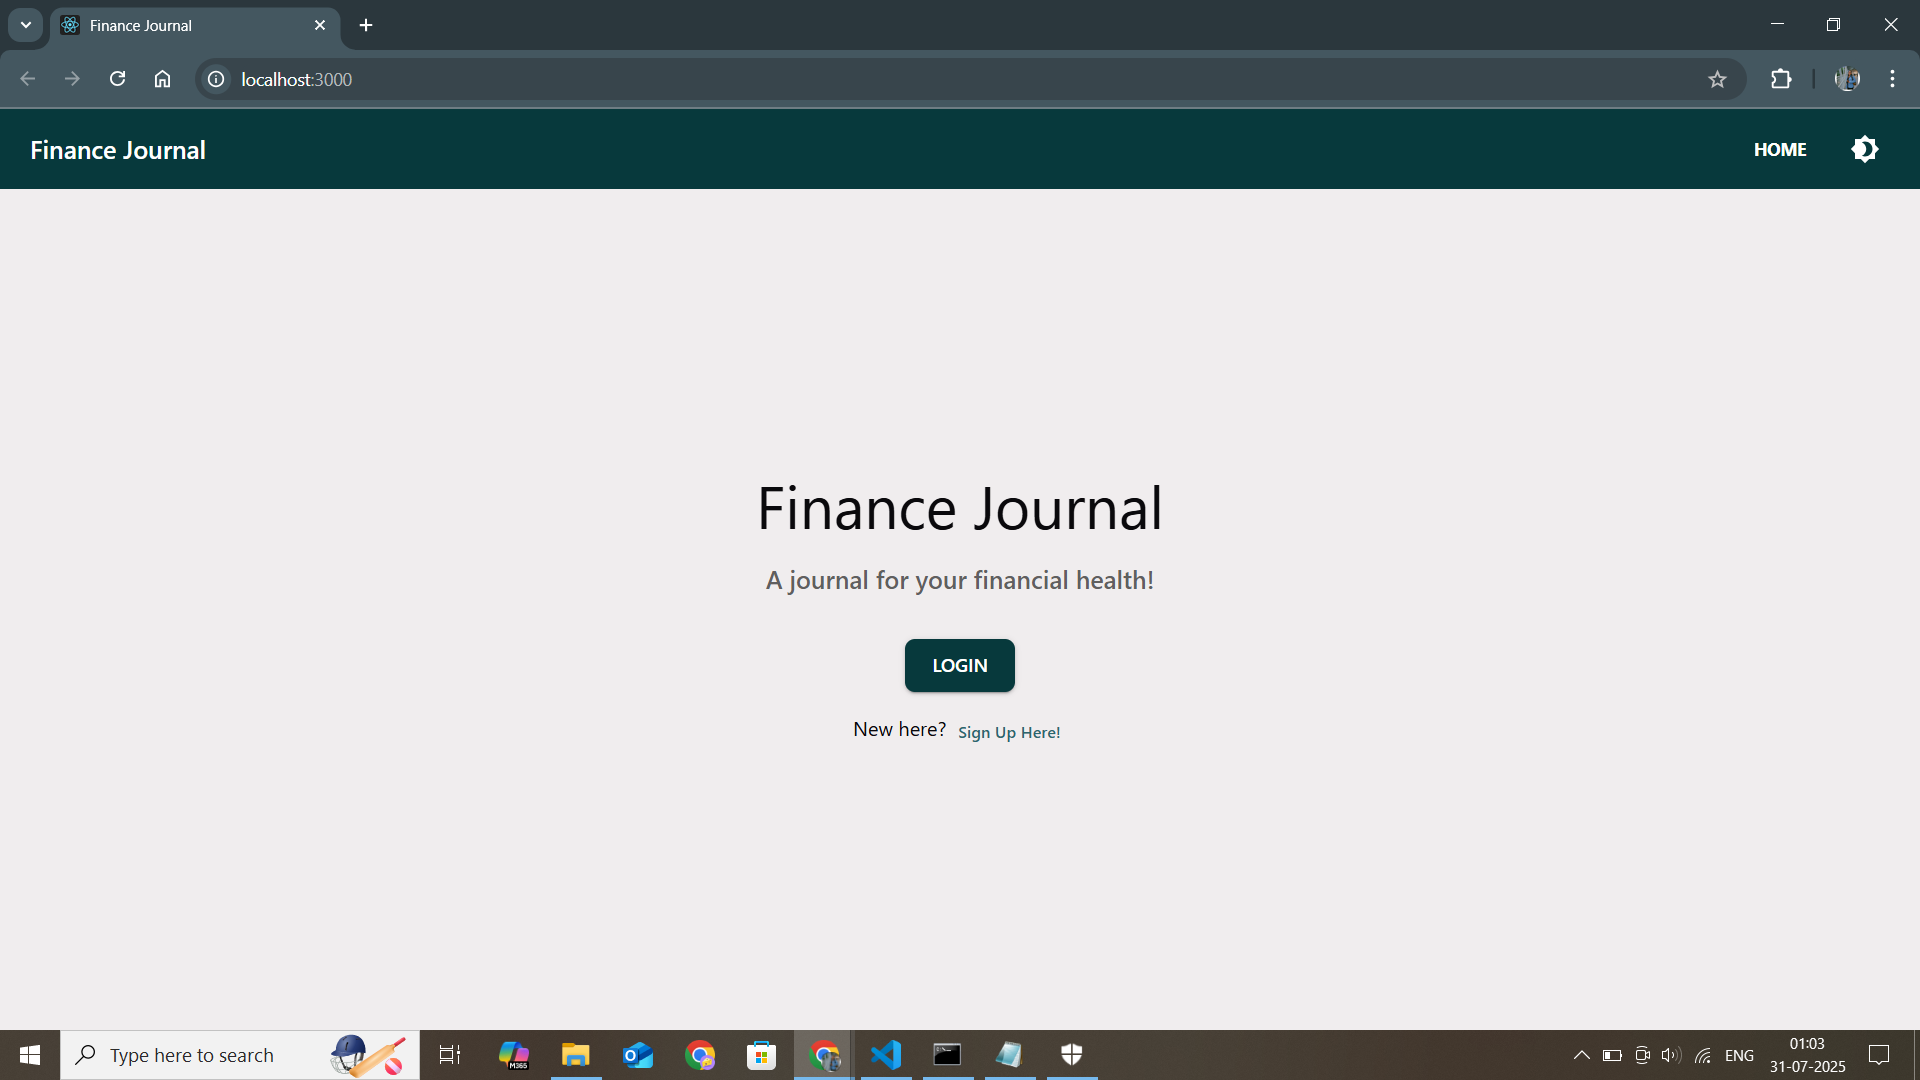 Finance Journal
localhost:3000
Finance Journal
HOME
Finance Journal
A journal for your financial health!
LOGIN
New here? Sign Up Here!
Type here to search
M365
ENG
01:03
31-07-2025